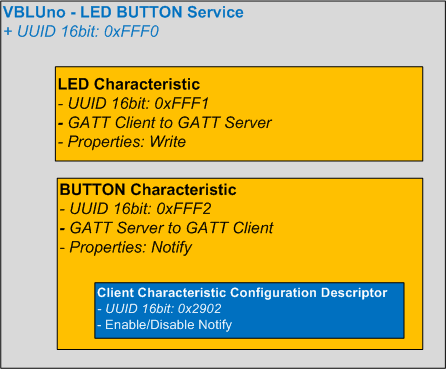 VBLUno - LED BUTTON Service
+ UUID 16bit: 0xFFF0
LED Characteristic
- UUID 16bit: 0xFFF1
- GATT Client to GATT Server
- Properties: Write
BUTTON Characteristic
- UUID 16bit: 0xFFF2
- GATT Server to GATT Client
- Properties: Notify
Client Characteristic Configuration Descriptor
- UUID 16bit: 0x2902
- Enable/Disable Notify